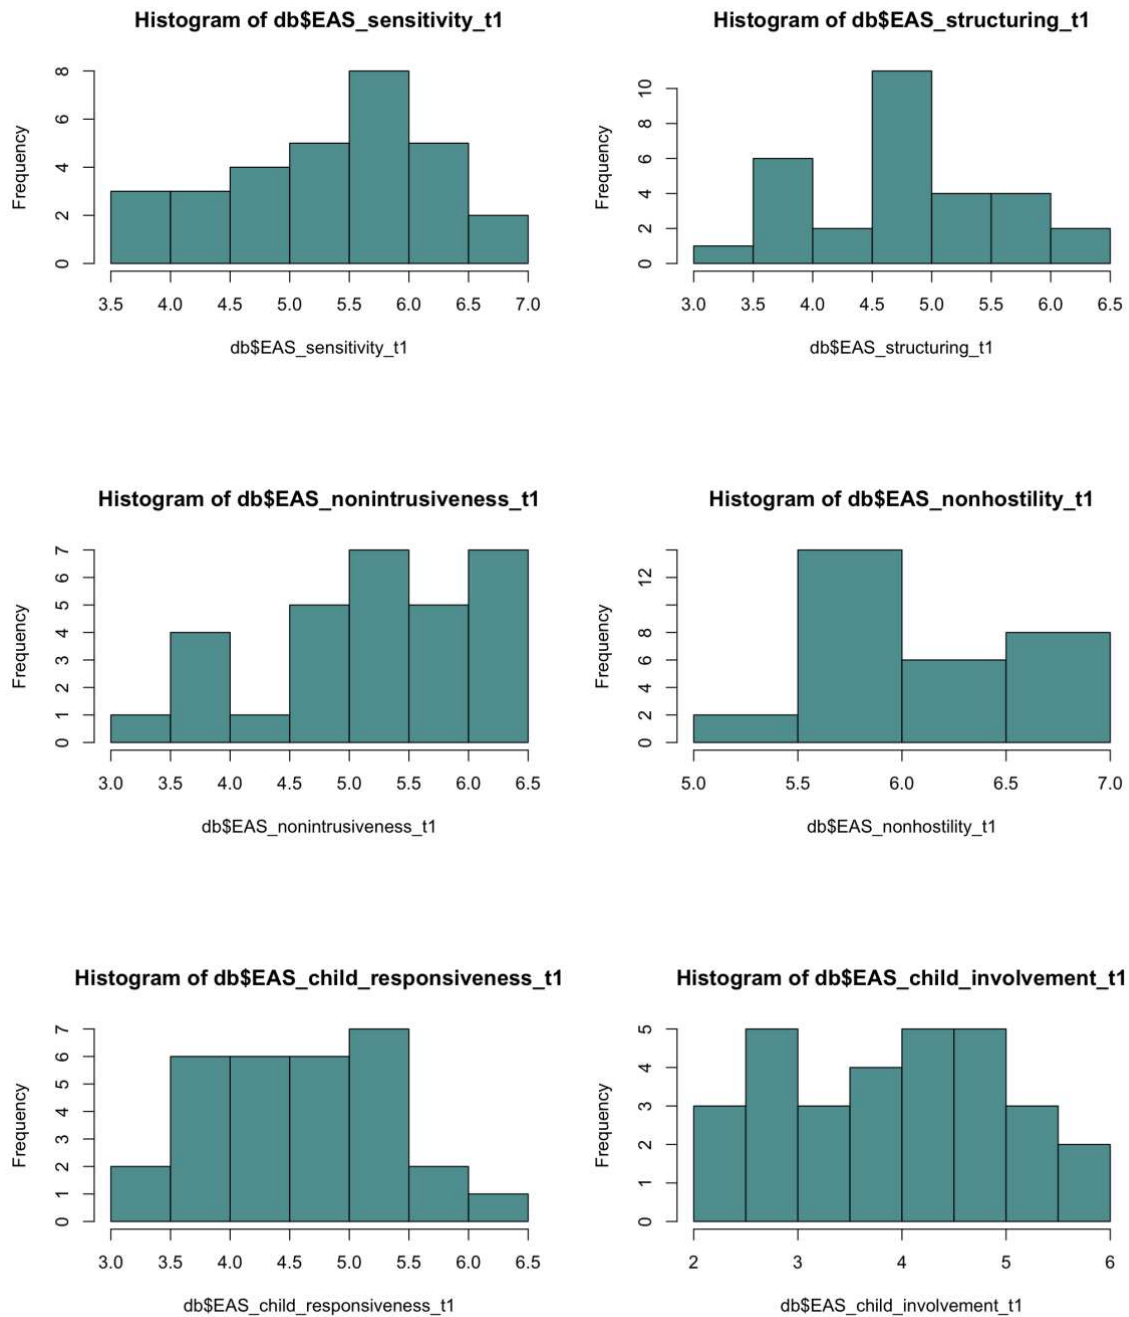 Histogram of db$EAS_sensitivity_t1
Frequency
0 2 4 6 8
3.5 4.0 4.5 5.0 5.5 6.0 6.5 7.0
db$EAS_sensitivity_t1
Histogram of db$EAS_structuring_t1
Frequency
0 2 4 6 8 10
3.0 3.5 4.0 4.5 5.0 5.5 6.0 6.5
db$EAS_structuring_t1
Histogram of db$EAS_nonintrusiveness_t1
Frequency
0 1 2 3 4 5 6 7
3.0 3.5 4.0 4.5 5.0 5.5 6.0 6.5
db$EAS_nonintrusiveness_t1
Histogram of db$EAS_nonhostility_t1
Frequency
0 2 4 6 8 12
5.0 5.5 6.0 6.5 7.0
db$EAS_nonhostility_t1
Histogram of db$EAS_child_responsiveness_t1
Frequency
0 1 2 3 4 5 6 7
3.0 3.5 4.0 4.5 5.0 5.5 6.0 6.5
db$EAS_child_responsiveness_t1
Histogram of db$EAS_child_involvement_t1
Frequency
0 1 2 3 4 5
2 3 4 5 6
db$EAS_child_involvement_t1